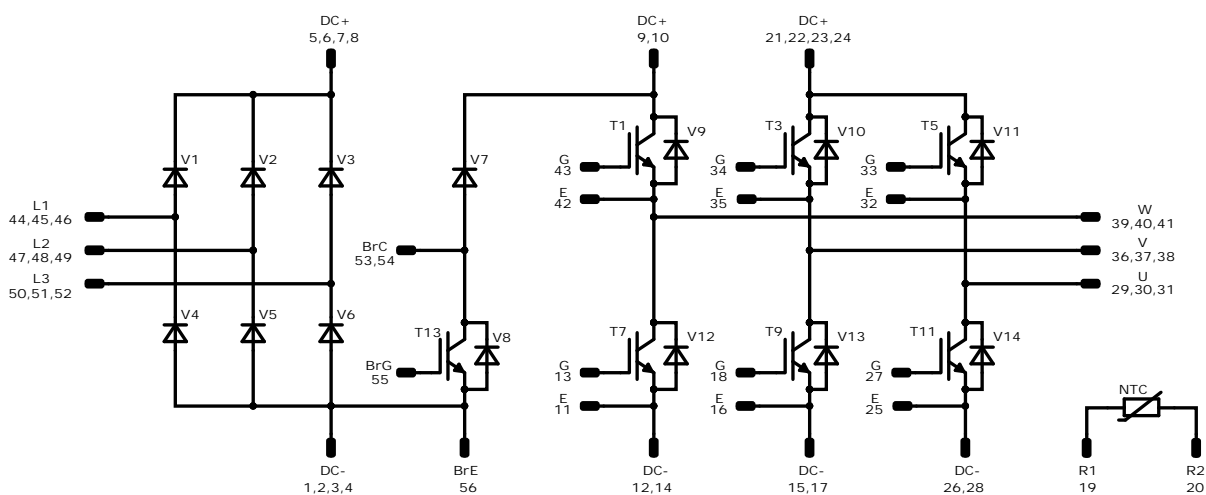 DC+
5,6,7,8
DC+
9,10
DC+
21,22,23,24
T1
V9
T3
V10
T5
V11
V1
V2
V3
V7
G
43
G
34
G
33
E
42
E
35
E
32
L1
44,45,46
W
39,40,41
L2
47,48,49
BrC
53,54
V
36,37,38
L3
50,51,52
U
29,30,31
V4
V5
V6
T13
V8
T7
V12
T9
V13
T11
V14
BrG
55
G
13
G
18
G
27
E
11
E
16
E
25
NTC
DC-
1,2,3,4
BrE
56
DC-
12,14
DC-
15,17
DC-
26,28
R1
19
R2
20